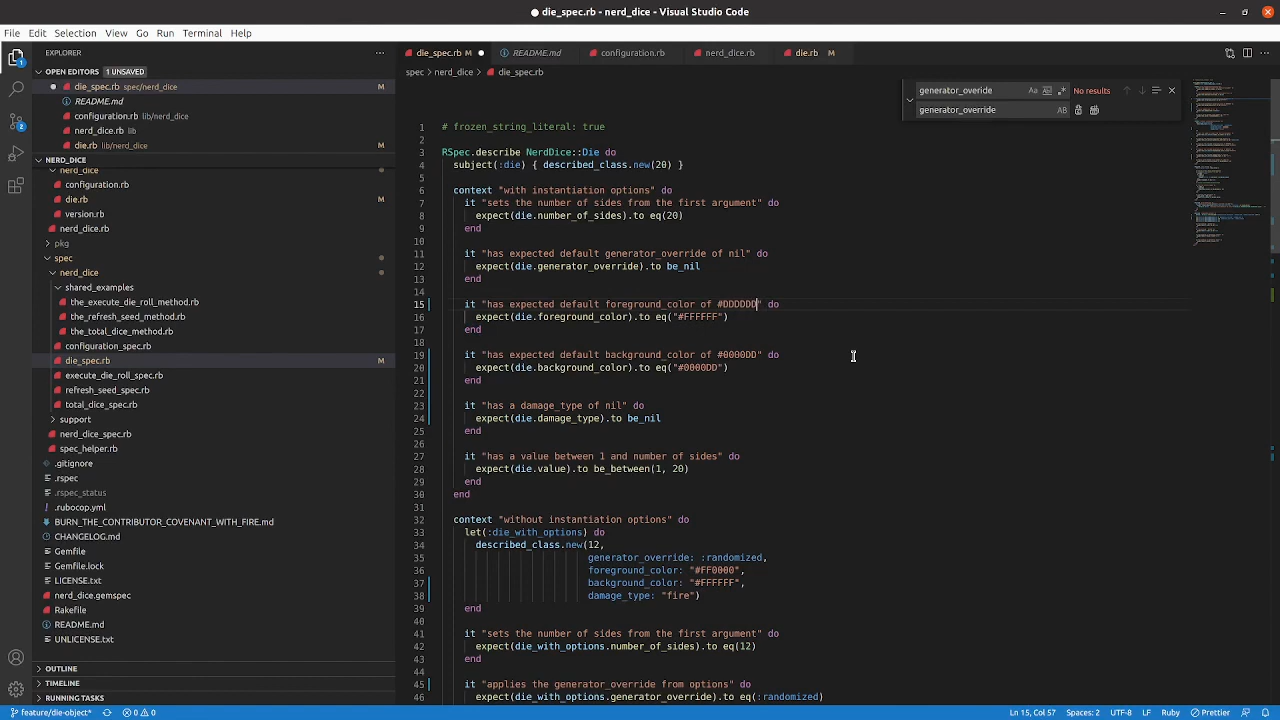 die_spec.rb - nerd_dice - Visual Studio Code
File Edit Selection View Go Run Terminal Help
EXPLORER
OPEN EDITORS 1 UNSAVED
die_spec.rb spec/nerd_dice M
README.md
configuration.rb lib/nerd_dice
nerd_dice.rb lib
die.rb lib/nerd_dice M
NERD_DICE
nerd_dice
configuration.rb
die.rb M
version.rb
nerd_dice.rb
pkg
spec
nerd_dice
shared_examples
the_execute_die_roll_method.rb
the_refresh_seed_method.rb
the_total_dice_method.rb
configuration_spec.rb
die_spec.rb M
execute_die_roll_spec.rb
refresh_seed_spec.rb
total_dice_spec.rb
support
nerd_dice_spec.rb
spec_helper.rb
.gitignore
.rspec
.rspec_status
.rubocop.yml
BURN_THE_CONTRIBUTOR_COVENANT_WITH_FIRE.md
CHANGELOG.md
Gemfile
Gemfile.lock
LICENSE.txt
nerd_dice.gemspec
Rakefile
README.md
UNLICENSE.txt
OUTLINE
TIMELINE
RUNNING TASKS
die_spec.rb M README.md configuration.rb nerd_dice.rb die.rb M
spec > nerd_dice > die_spec.rb
generator_overide Aa No results
generator_override AB
1 # frozen_string_literal: true
2
3 RSpec.describe NerdDice::Die do
4 subject(:die) { described_class.new(20) }
5
6 context "with instantiation options" do
7 it "sets the number of sides from the first argument" do
8 expect(die.number_of_sides).to eq(20)
9 end
10
11 it "has expected default generator_override of nil" do
12 expect(die.generator_override).to be_nil
13 end
14
15 it "has expected default foreground_color of #DDDDDD" do
16 expect(die.foreground_color).to eq("#FFFFFF")
17 end
18
19 it "has expected default background_color of #0000DD" do
20 expect(die.background_color).to eq("#0000DD")
21 end
22
23 it "has a damage_type of nil" do
24 expect(die.damage_type).to be_nil
25 end
26
27 it "has a value between 1 and number of sides" do
28 expect(die.value).to be_between(1, 20)
29 end
30 end
31
32 context "without instantiation options" do
33 let(:die_with_options) do
34 described_class.new(12,
35 generator_override: :randomized,
36 foreground_color: "#FF0000",
37 background_color: "#FFFFFF",
38 damage_type: "fire")
39 end
40
41 it "sets the number of sides from the first argument" do
42 expect(die_with_options.number_of_sides).to eq(12)
43 end
44
45 it "applies the generator_override from options" do
46 expect(die_with_options.generator_override).to eq(:randomized)
feature/die-object* 0 0 Ln 15, Col 57 Spaces: 2 UTF-8 LF Ruby Prettier